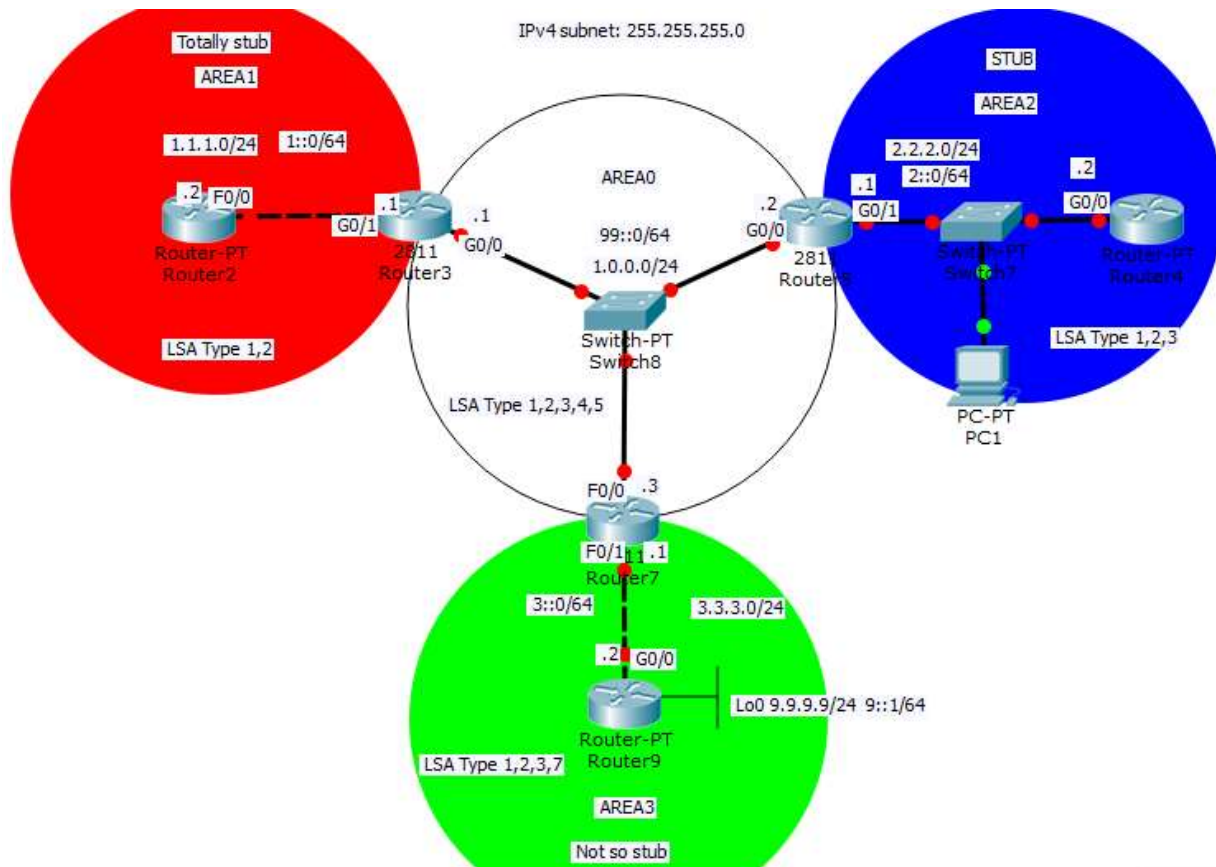 IPv4 subnet: 255.255.255.0
Totally stub
AREA1
1.1.1.0/24 1::0/64
.2 F0/0
.1
G0/1
Router-PT
Router2
2811
Router3
.1
G0/0
LSA Type 1,2
AREA0
99::0/64
1.0.0.0/24
Switch-PT
Switch8
LSA Type 1,2,3,4,5
.2
G0/0
STUB
AREA2
2.2.2.0/24
2::0/64
.1
G0/1
.2
G0/0
2811
Switch-PT
Switch7
Router-PT
Router4
LSA Type 1,2,3
PC-PT
PC1
F0/0 .3
F0/1 .1
Router7
3::0/64 3.3.3.0/24
.2 G0/0
Lo0 9.9.9.9/24 9::1/64
Router-PT
Router9
LSA Type 1,2,3,7
AREA3
Not so stub